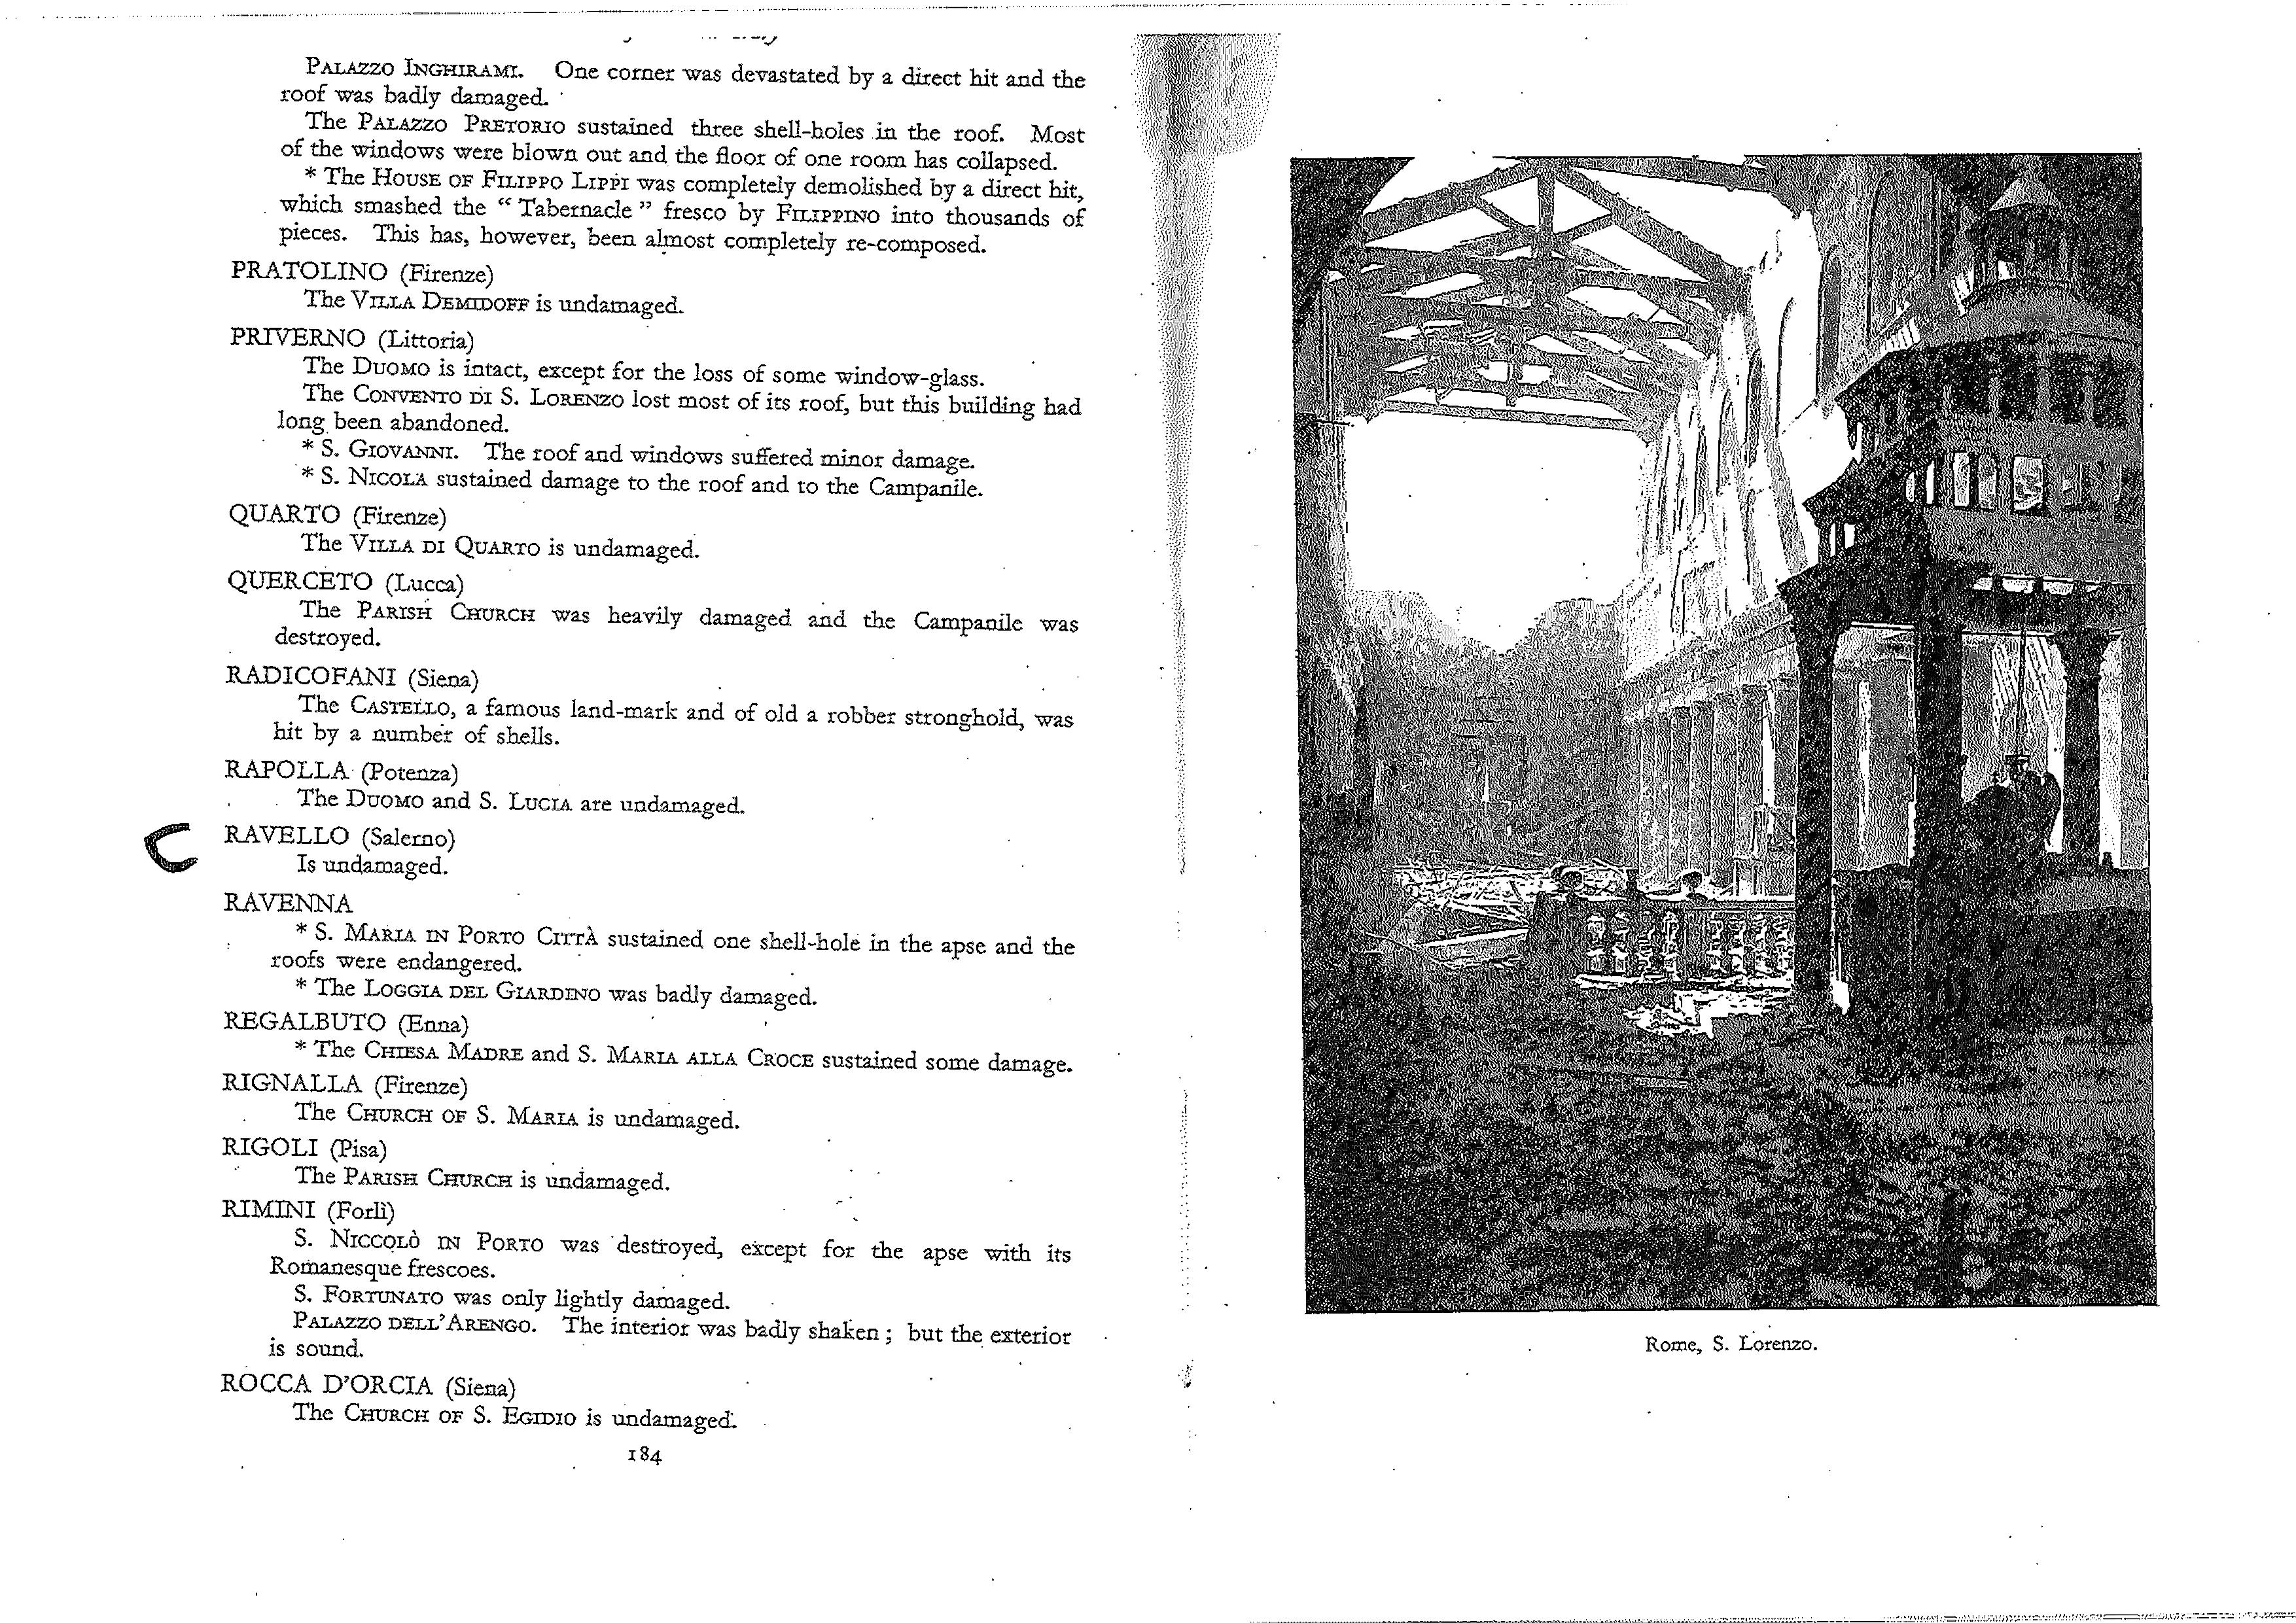 PALAZZO INGHIRAMI. One corner was devastated by a direct hit and the
roof was badly damaged.
The PALAZZO PRETORIO sustained three shell-holes in the roof. Most
of the windows were blown out and the floor of one room has collapsed.
* The HOUSE OF FILIPPO LIPPI was completely demolished by a direct hit,
which smashed the “ Tabernacle ” fresco by FILIPPINO into thousands of
pieces. This has, however, been almost completely re-composed.
PRATOLINO (Firenze)
The VILLA DEMIDOFF is undamaged.
PRIVERNO (Littoria)
The DUOMO is intact, except for the loss of some window-glass.
The CONVENTO DI S. LORENZO lost most of its roof, but this building had
long been abandoned.
* S. GIOVANNI. The roof and windows suffered minor damage.
* S. NICOLA sustained damage to the roof and to the Campanile.
QUARTO (Firenze)
The VILLA DI QUARTO is undamaged.
QUERCETO (Lucca)
The PARISH CHURCH was heavily damaged and the Campanile was
destroyed.
RADICOFANI (Siena)
The CASTELLO, a famous land-mark and of old a robber stronghold, was
hit by a number of shells.
RAPOLLA (Potenza)
The DUOMO and S. LUCIA are undamaged.
RAVELLO (Salerno)
Is undamaged.
RAVENNA
* S. MARIA IN PORTO CITTÀ sustained one shell-hole in the apse and the
roofs were endangered.
* The LOGGIA DEL GIARDINO was badly damaged.
REGALBUTO (Enna)
* The CHIESA MADRE and S. MARIA ALLA CROCE sustained some damage.
RIGNALLA (Firenze)
The CHURCH OF S. MARIA is undamaged.
RIGOLI (Pisa)
The PARISH CHURCH is undamaged.
RIMINI (Forlì)
S. NICCOLÒ IN PORTO was destroyed, except for the apse with its
Romanesque frescoes.
S. FORTUNATO was only lightly damaged.
PALAZZO DELL’ARENGO. The interior was badly shaken ; but the exterior
is sound.
ROCCA D’ORCIA (Siena)
The CHURCH OF S. EGIDIO is undamaged.
184
Rome, S. Lorenzo.